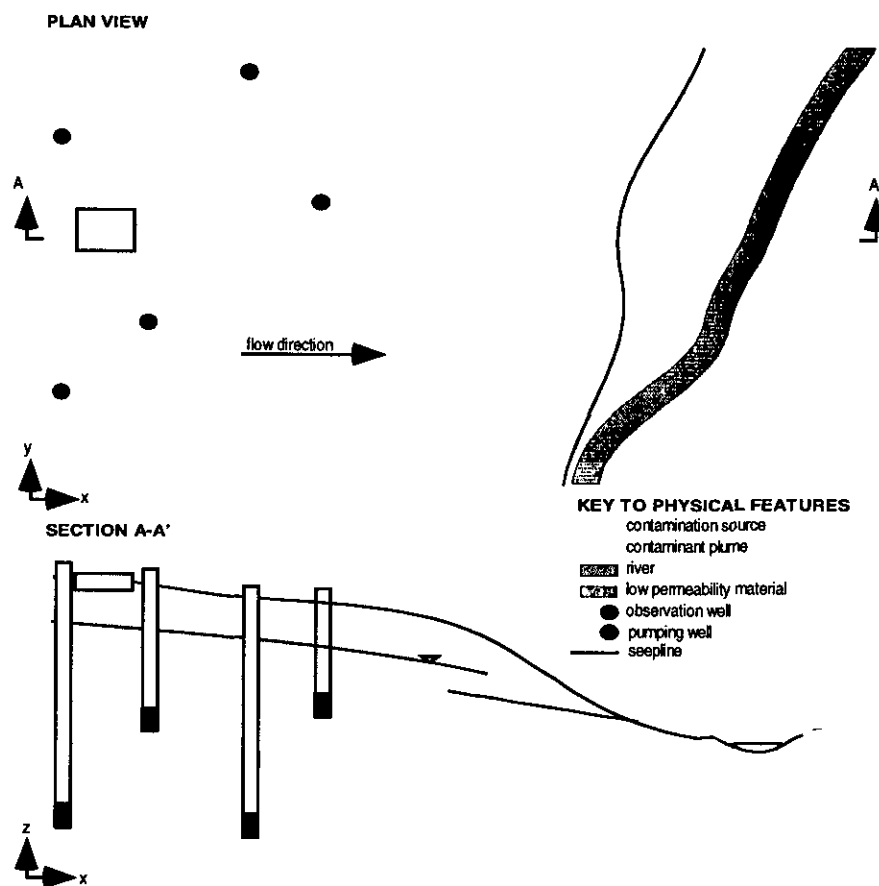 PLAN VIEW
A
A
flow direction
y
x
KEY TO PHYSICAL FEATURES
contamination source
contaminant plume
river
low permeability material
observation well
pumping well
seepline
SECTION A-A'
z
x